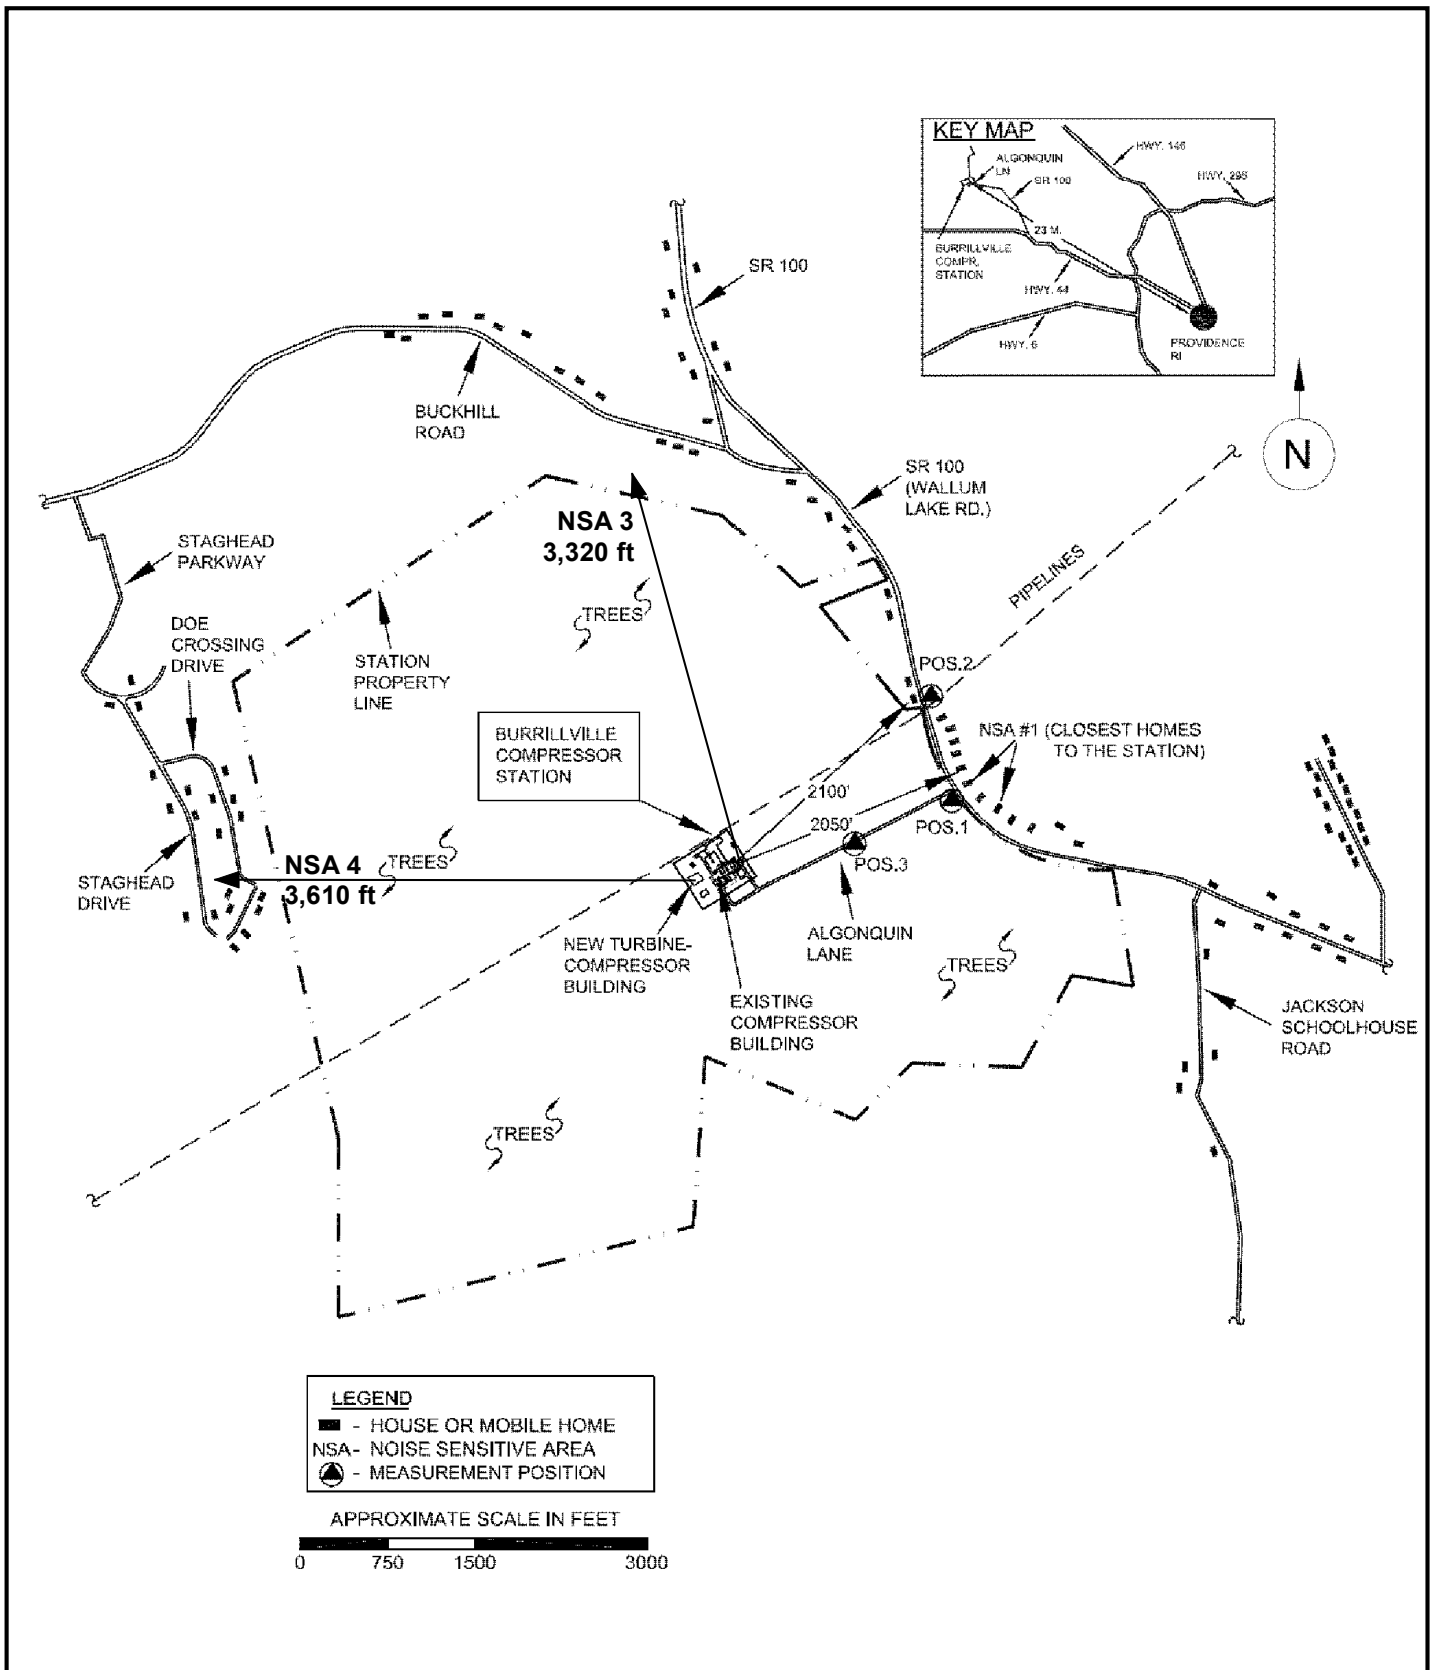 KEY MAP
HWY. 146
ALGONQUIN
LN
SR 100
HWY. 295
23 M.
BURRILLVILLE
COMPR.
STATION
HWY. 44
HWY. 6
PROVIDENCE
RI
SR 100
BUCKHILL
ROAD
N
SR 100
(WALLUM
LAKE RD.)
NSA 3
3,320 ft
STAGHEAD
PARKWAY
PIPELINES
TREES
DOE
CROSSING
DRIVE
STATION
PROPERTY
LINE
POS.2
BURRILLVILLE
COMPRESSOR
STATION
NSA #1 (CLOSEST HOMES
TO THE STATION)
2100'
2050'
POS.1
POS.3
NSA 4
3,610 ft
TREES
STAGHEAD
DRIVE
NEW TURBINE-
COMPRESSOR
BUILDING
ALGONQUIN
LANE
TREES
EXISTING
COMPRESSOR
BUILDING
JACKSON
SCHOOLHOUSE
ROAD
TREES
LEGEND
- HOUSE OR MOBILE HOME
NSA- NOISE SENSITIVE AREA
- MEASUREMENT POSITION
APPROXIMATE SCALE IN FEET
0 750 1500 3000